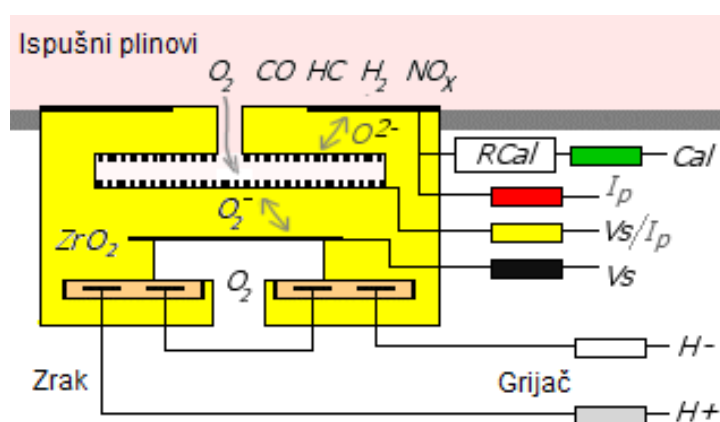 Ispušni plinovi
O2 CO HC H2 NOX
O2-
RCal Cal
Ip
O2-
Vs/Ip
ZrO2
Vs
O2
H-
Zrak
Grijač
H+